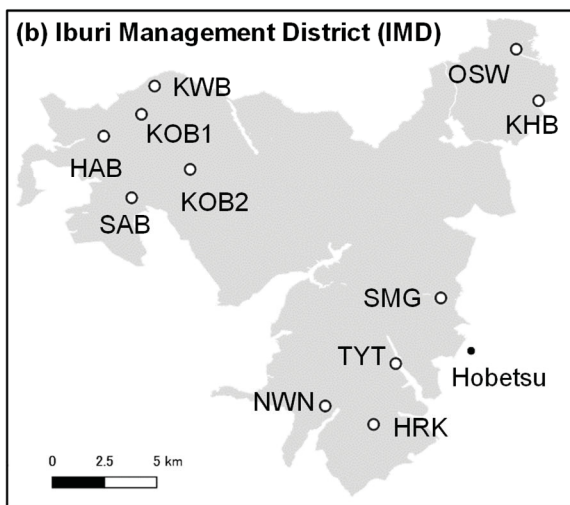 (b) Iburi Management District (IMD)
OSW
KWB
KHB
KOB1
HAB
KOB2
SAB
SMG
TYT
Hobetsu
NWN
HRK
0 2.5 5 km